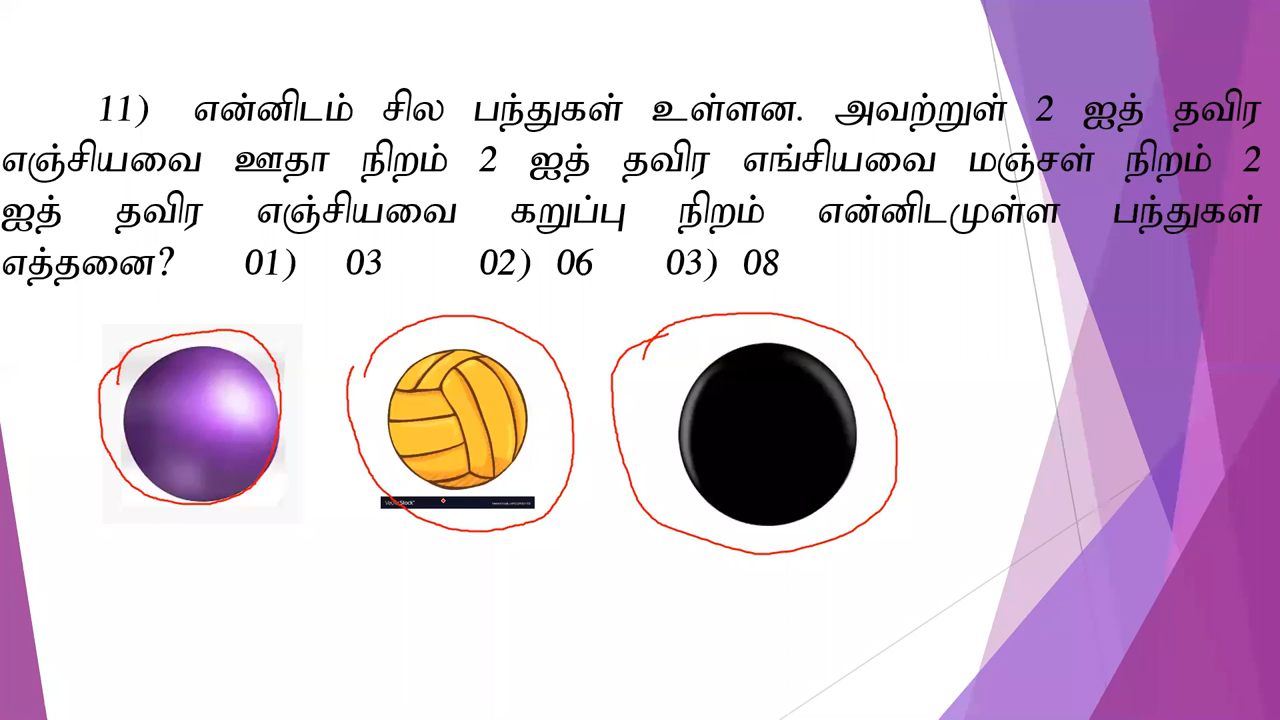 11) என்னிடம் சில பந்துகள் உள்ளன. அவற்றுள் 2 ஐத் தவிர
எஞ்சியவை ஊதா நிறம் 2 ஐத் தவிர எங்சியவை மஞ்சள் நிறம் 2
ஐத் தவிர எஞ்சியவை கறுப்பு நிறம் என்னிடமுள்ள பந்துகள்
எத்தனை? 01) 03 02) 06 03) 08
VectorStock